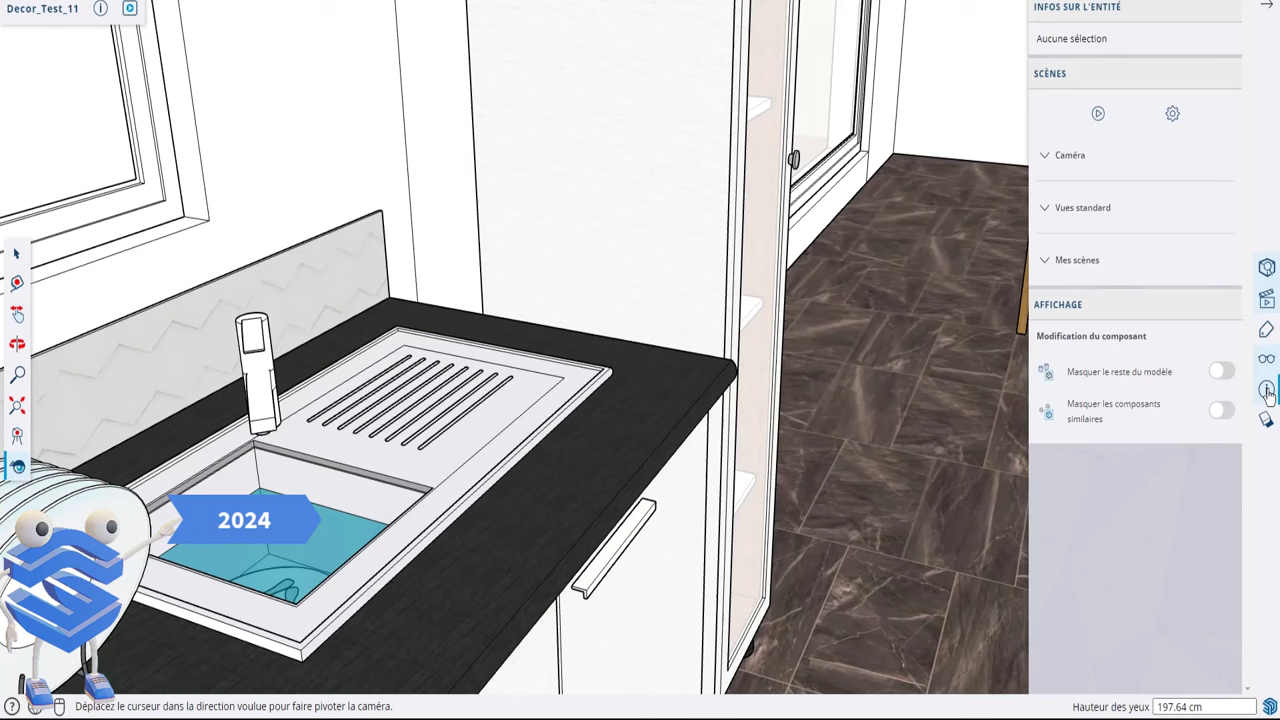 Decor_Test_11
INFOS SUR L'ENTITÉ
Aucune sélection
SCÈNES
Caméra
Vues standard
Mes scènes
AFFICHAGE
Modification du composant
Masquer le reste du modèle
Masquer les composants
similaires
2024
Déplacez le curseur dans la direction voulue pour faire pivoter la caméra.
Hauteur des yeux
197.64 cm